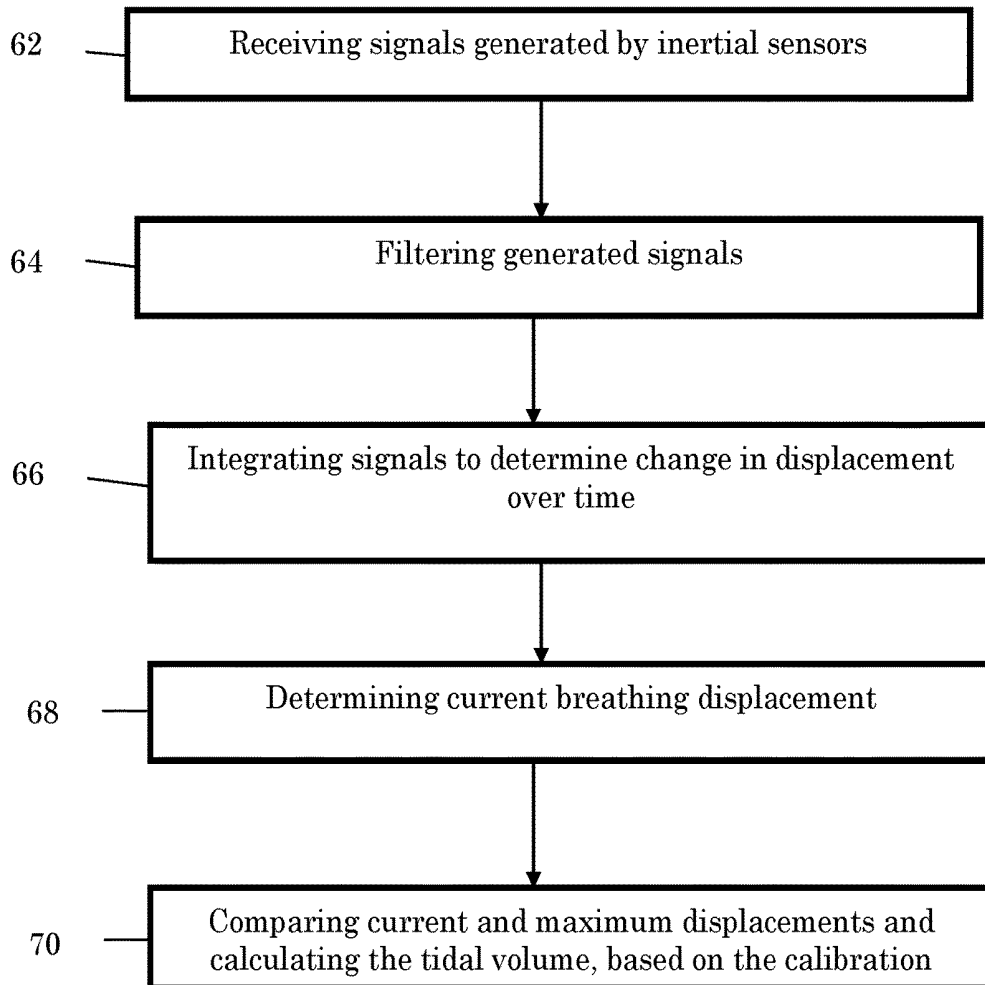 62
Receiving signals generated by inertial sensors
64
Filtering generated signals
66
Integrating signals to determine change in displacement
over time
68
Determining current breathing displacement
70
Comparing current and maximum displacements and
calculating the tidal volume, based on the calibration